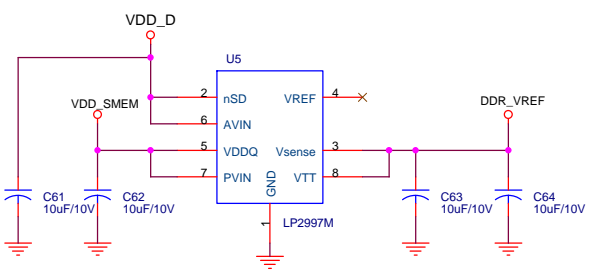 VDD_D
U5
2 nSD VREF 4
VDD_SMEM DDR_VREF
6 AVIN
5 VDDQ Vsense 3
7 PVIN VTT 8
GND
C61 C62 C63 C64
10uF/10V 10uF/10V 10uF/10V 10uF/10V
1 LP2997M